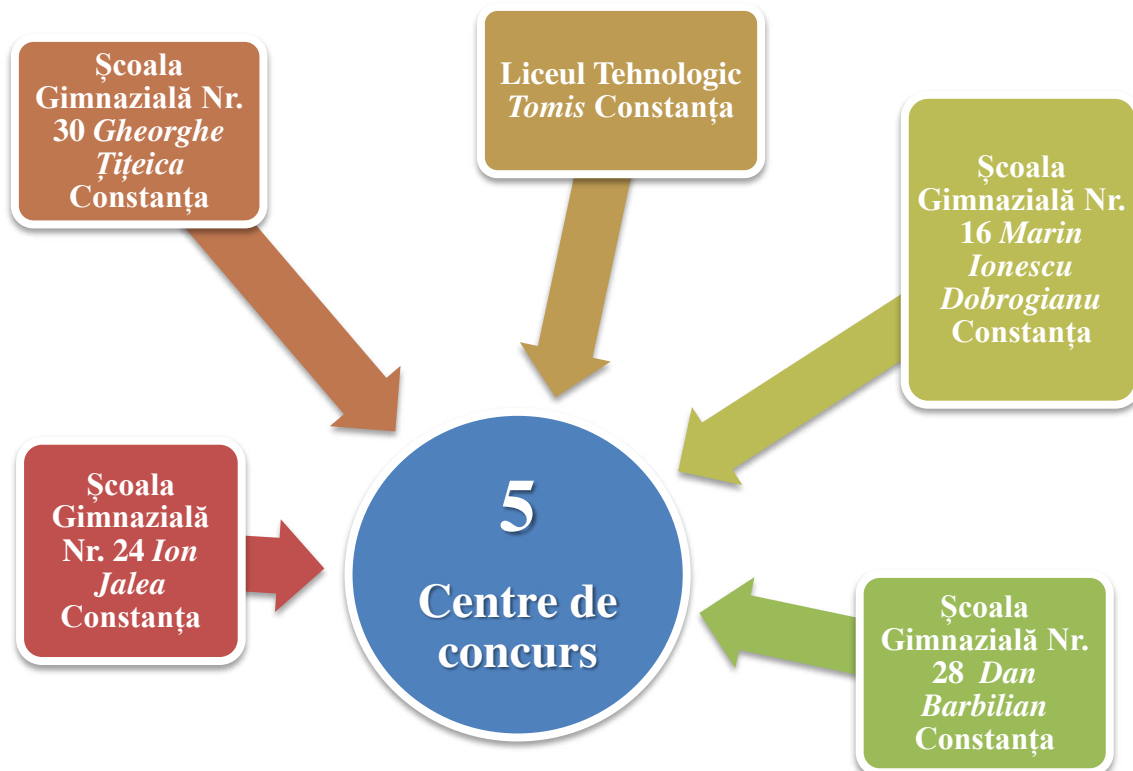 Școala
Gimnazială Nr.
30 Gheorghe
Țițeica
Constanța
Liceul Tehnologic
Tomis Constanța
Școala
Gimnazială Nr.
16 Marin
Ionescu
Dobrogianu
Constanța
Școala
Gimnazială
Nr. 24 Ion
Jalea
Constanța
5
Centre de
concurs
Școala
Gimnazială Nr.
28 Dan
Barbilian
Constanța